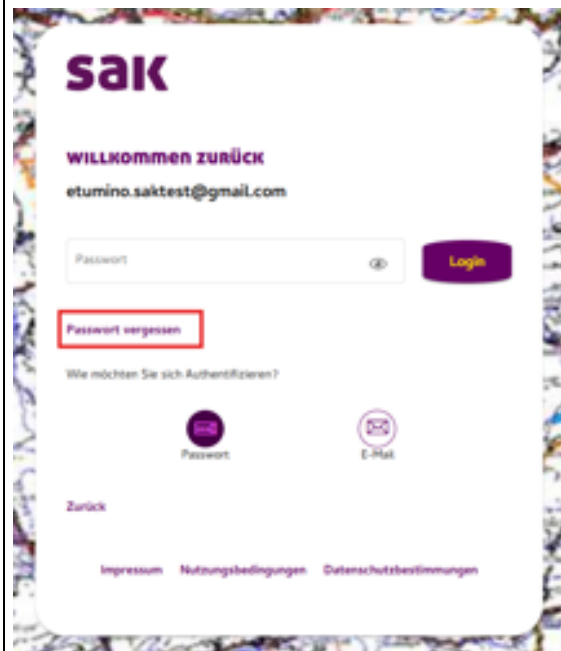 sak
WILLKOMMEN ZURÜCK
etumino.saktest@gmail.com
Passwort
Login
Passwort vergessen
Wie möchten Sie sich Authentifizieren?
Passwort E-Mail
Zurück
Impressum Nutzungsbedingungen Datenschutzbestimmungen